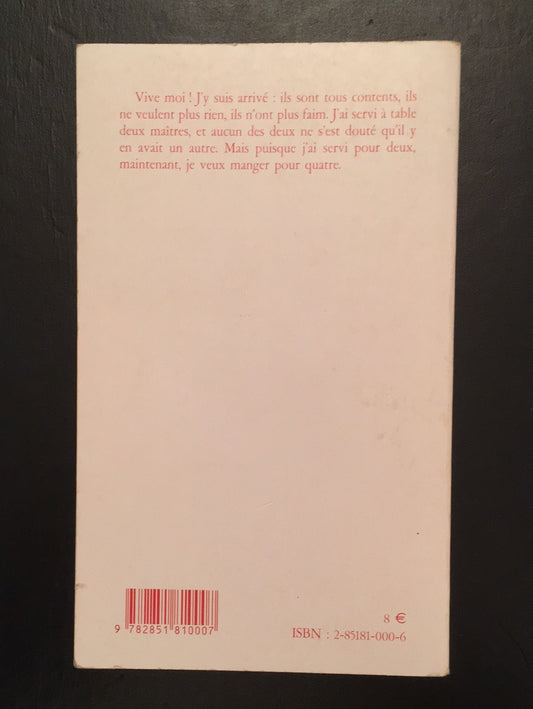 Vive moi ! J'y suis arrivé : ils sont tous contents, ils
ne veulent plus rien, ils n'ont plus faim. J'ai servi à table
deux maîtres, et aucun des deux ne s'est douté qu'il y
en avait un autre. Mais puisque j'ai servi pour deux,
maintenant, je veux manger pour quatre.
8 €
9 782851 810007
ISBN : 2-85181-000-6